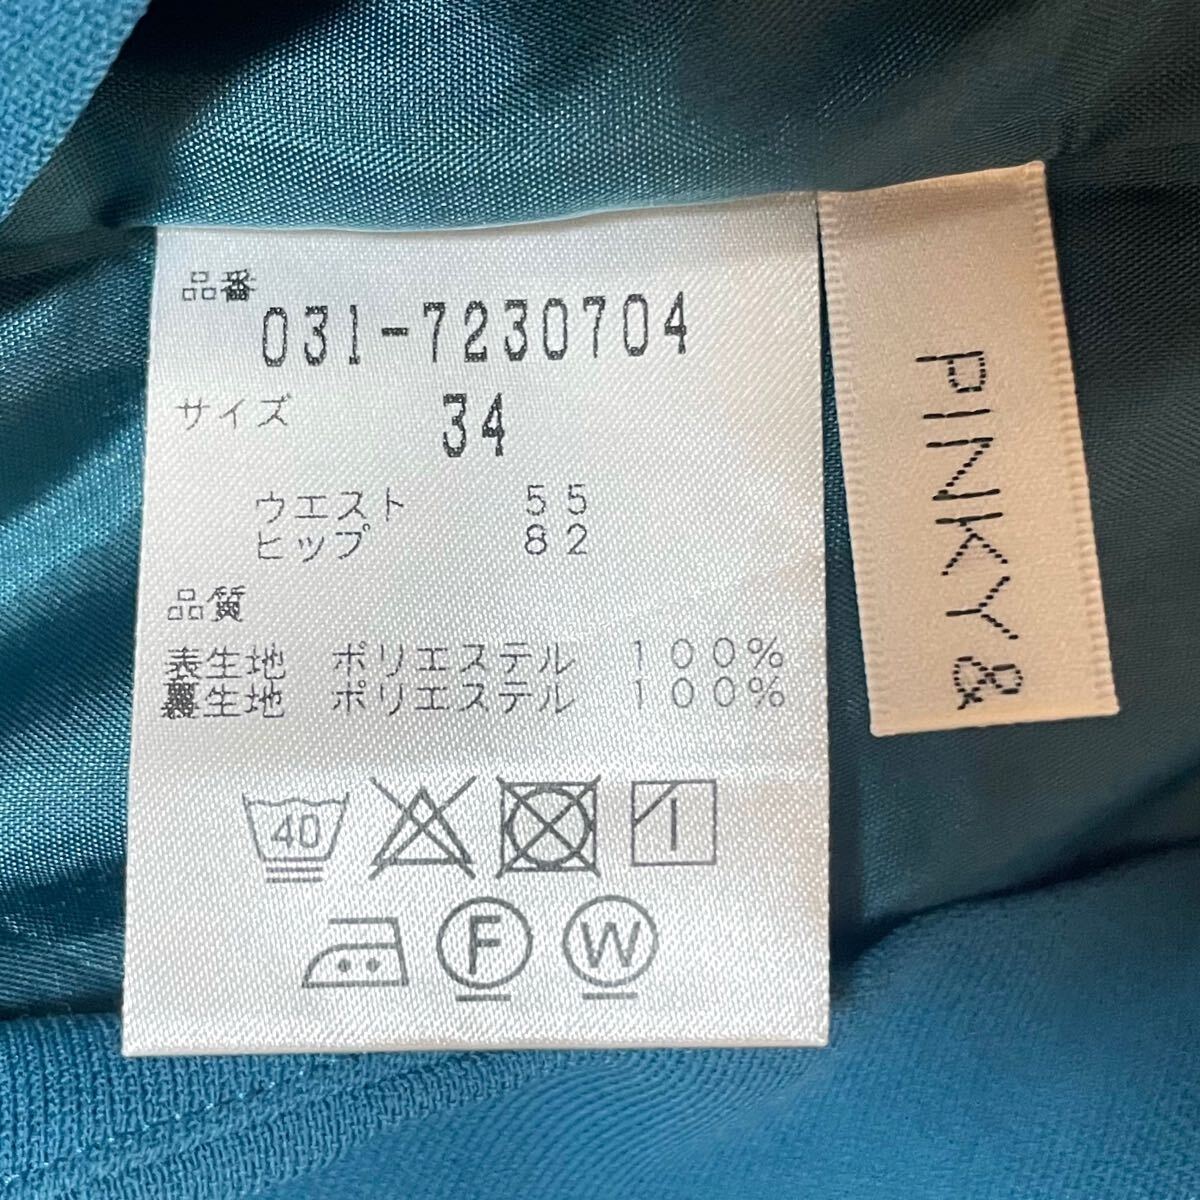 品番
031-7230704
サイズ 34
ウエスト 55
ヒップ 82
品質
表生地 ポリエステル 100%
裏生地 ポリエステル 100%
40
F W
PINKY&